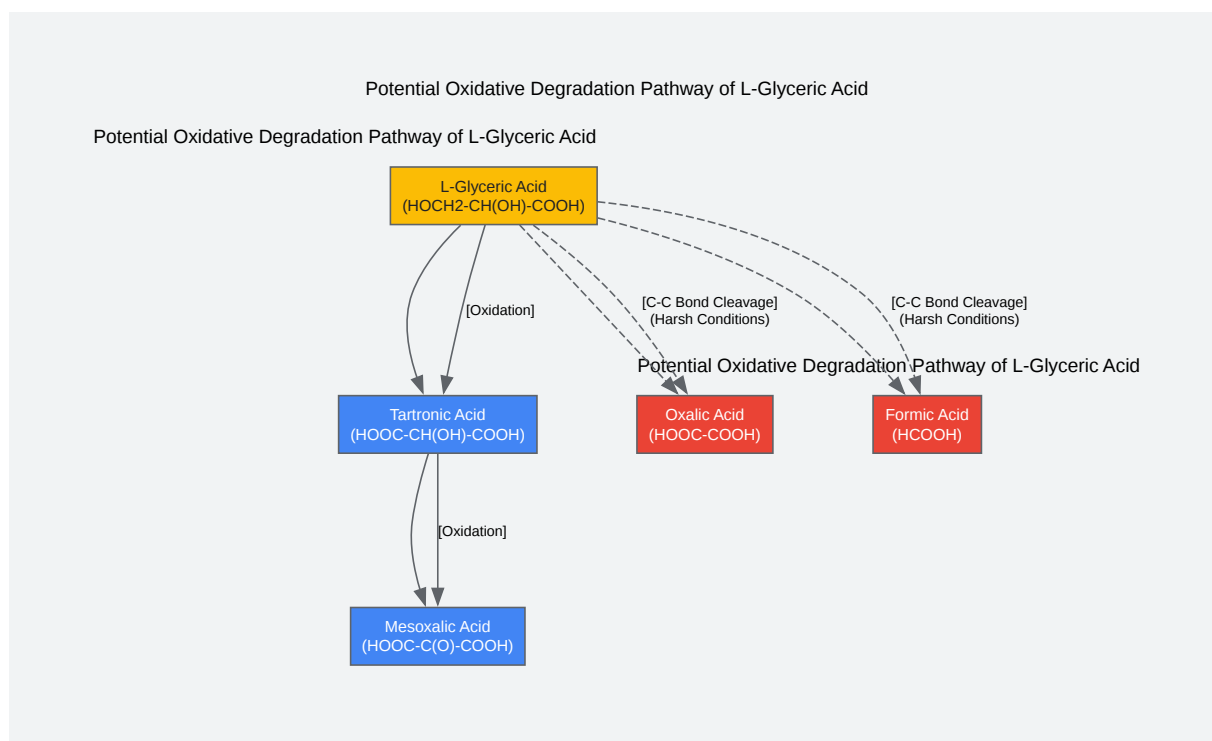 Potential Oxidative Degradation Pathway of L-Glyceric Acid
Potential Oxidative Degradation Pathway of L-Glyceric Acid
L-Glyceric Acid
(HOCH2-CH(OH)-COOH)
[Oxidation]
[C-C Bond Cleavage]
(Harsh Conditions)
[C-C Bond Cleavage]
(Harsh Conditions)
Potential Oxidative Degradation Pathway of L-Glyceric Acid
Tartronic Acid
(HOOC-CH(OH)-COOH)
Oxalic Acid
(HOOC-COOH)
Formic Acid
(HCOOH)
[Oxidation]
Mesoxalic Acid
(HOOC-C(O)-COOH)